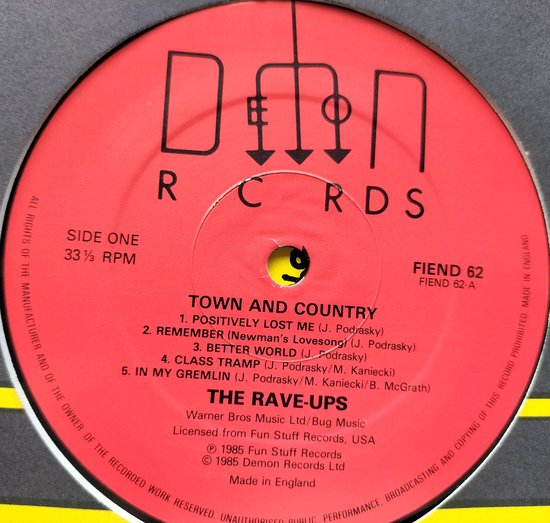 DEMON
RECORDS
SIDE ONE
33⅓ RPM
FIEND 62
FIEND 62-A
TOWN AND COUNTRY
1. POSITIVELY LOST ME (J. Podrasky)
2. REMEMBER (Newman's Lovesong) (J. Podrasky)
3. BETTER WORLD (J. Podrasky)
4. CLASS TRAMP (J. Podrasky/M. Kaniecki)
5. IN MY GREMLIN (J. Podrasky/M. Kaniecki/B. McGrath)
THE RAVE-UPS
Warner Bros Music Ltd/Bug Music
Licensed from Fun Stuff Records, USA
℗ 1985 Fun Stuff Records
© 1985 Demon Records Ltd
Made in England
ALL RIGHTS OF THE MANUFACTURER AND OF THE OWNER OF THE RECORDED WORK RESERVED. UNAUTHORISED PUBLIC PERFORMANCE, BROADCASTING AND COPYING OF THIS RECORD PROHIBITED. MADE IN ENGLAND